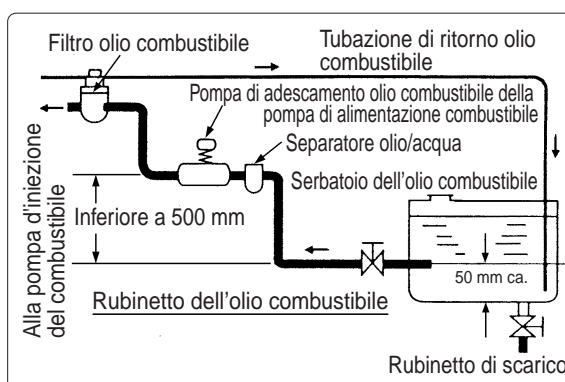 Filtro olio combustibile
Tubazione di ritorno olio
combustibile
Pompa di adescamento olio combustibile della
pompa di alimentazione combustibile
Separatore olio/acqua
Serbatoio dell'olio combustibile
Inferiore a 500 mm
Alla pompa d'iniezione
del combustibile
50 mm ca.
Rubinetto dell'olio combustibile
Rubinetto di scarico